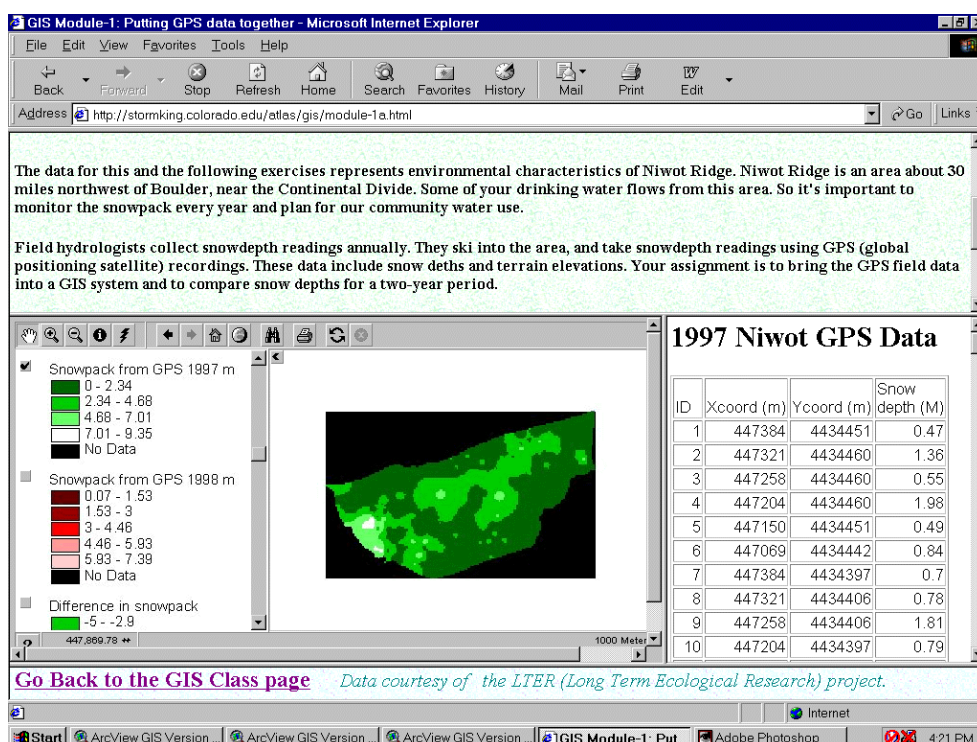 GIS Module-1: Putting GPS data together - Microsoft Internet Explorer
File Edit View Favorites Tools Help
Back Forward Stop Refresh Home Search Favorites History Mail Print Edit
Address http://stormking.colorado.edu/atlas/gis/module-1a.html Go Links
The data for this and the following exercises represents environmental characteristics of Niwot Ridge. Niwot Ridge is an area about 30
miles northwest of Boulder, near the Continental Divide. Some of your drinking water flows from this area. So it's important to
monitor the snowpack every year and plan for our community water use.
Field hydrologists collect snowdepth readings annually. They ski into the area, and take snowdepth readings using GPS (global
positioning satellite) recordings. These data include snow deths and terrain elevations. Your assignment is to bring the GPS field data
into a GIS system and to compare snow depths for a two-year period.
Snowpack from GPS 1997 m
0 - 2.34
2.34 - 4.68
4.68 - 7.01
7.01 - 9.35
No Data
Snowpack from GPS 1998 m
0.07 - 1.53
1.53 - 3
3 - 4.46
4.46 - 5.93
5.93 - 7.39
No Data
Difference in snowpack
-5 - -2.9
447,869.78
1000 Meter
1997 Niwot GPS Data
ID Xcoord (m) Ycoord (m) Snow depth (M)
1 447384 4434451 0.47
2 447321 4434460 1.36
3 447258 4434460 0.55
4 447204 4434460 1.98
5 447150 4434451 0.49
6 447069 4434442 0.84
7 447384 4434397 0.7
8 447321 4434406 0.78
9 447258 4434406 1.81
10 447204 4434397 0.79
Go Back to the GIS Class page Data courtesy of the LTER (Long Term Ecological Research) project.
Internet
Start ArcView GIS Version ... ArcView GIS Version ... ArcView GIS Version ... GIS Module-1: Put Adobe Photoshop 4:21 PM